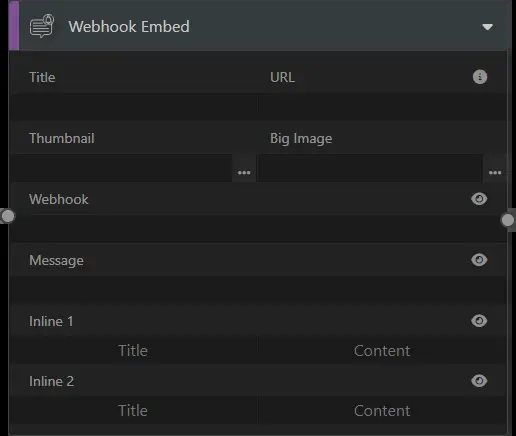 Webhook Embed
Title URL
Thumbnail Big Image
Webhook
Message
Inline 1
Title Content
Inline 2
Title Content